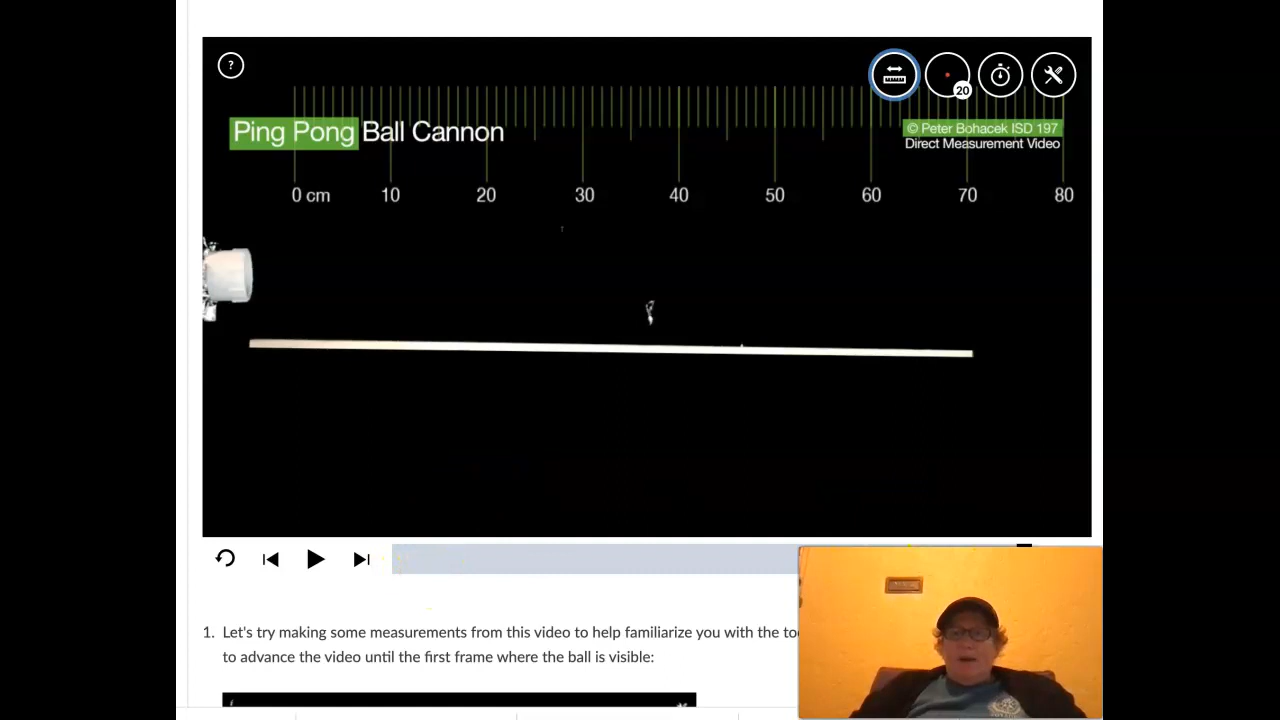 ?
20
Ping Pong Ball Cannon
© Peter Bohacek ISD 197
Direct Measurement Video
0 cm 10 20 30 40 50 60 70 80
1. Let's try making some measurements from this video to help familiarize you with the
to advance the video until the first frame where the ball is visible: